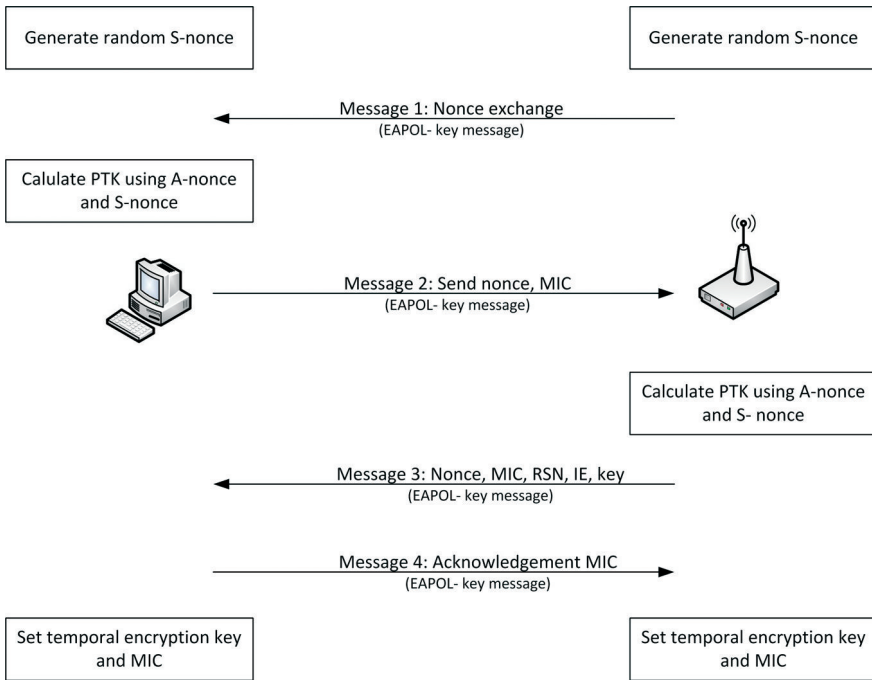 Generate random S-nonce
Generate random S-nonce
Message 1: Nonce exchange
(EAPOL- key message)
Calulate PTK using A-nonce
and S-nonce
Message 2: Send nonce, MIC
(EAPOL- key message)
Calculate PTK using A-nonce
and S- nonce
Message 3: Nonce, MIC, RSN, IE, key
(EAPOL- key message)
Message 4: Acknowledgement MIC
(EAPOL- key message)
Set temporal encryption key
and MIC
Set temporal encryption key
and MIC